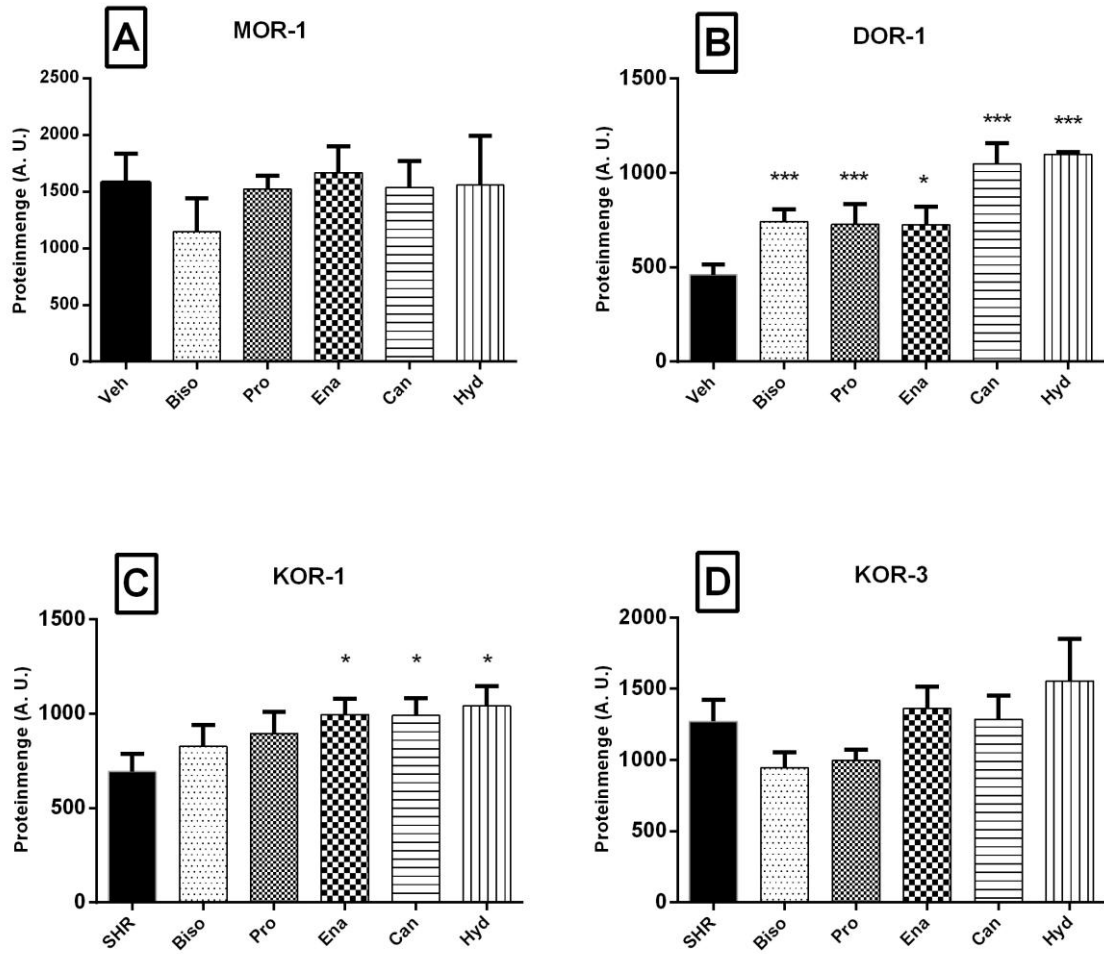 A
MOR-1
Proteinmenge (A. U.)
2500
2000
1500
1000
500
0
Veh Biso Pro Ena Can Hyd
B
DOR-1
Proteinmenge (A. U.)
1500
1000
500
0
*** *** * *** ***
Veh Biso Pro Ena Can Hyd
C
KOR-1
Proteinmenge (A. U.)
1500
1000
500
0
* * *
SHR Biso Pro Ena Can Hyd
D
KOR-3
Proteinmenge (A. U.)
2000
1500
1000
500
0
SHR Biso Pro Ena Can Hyd